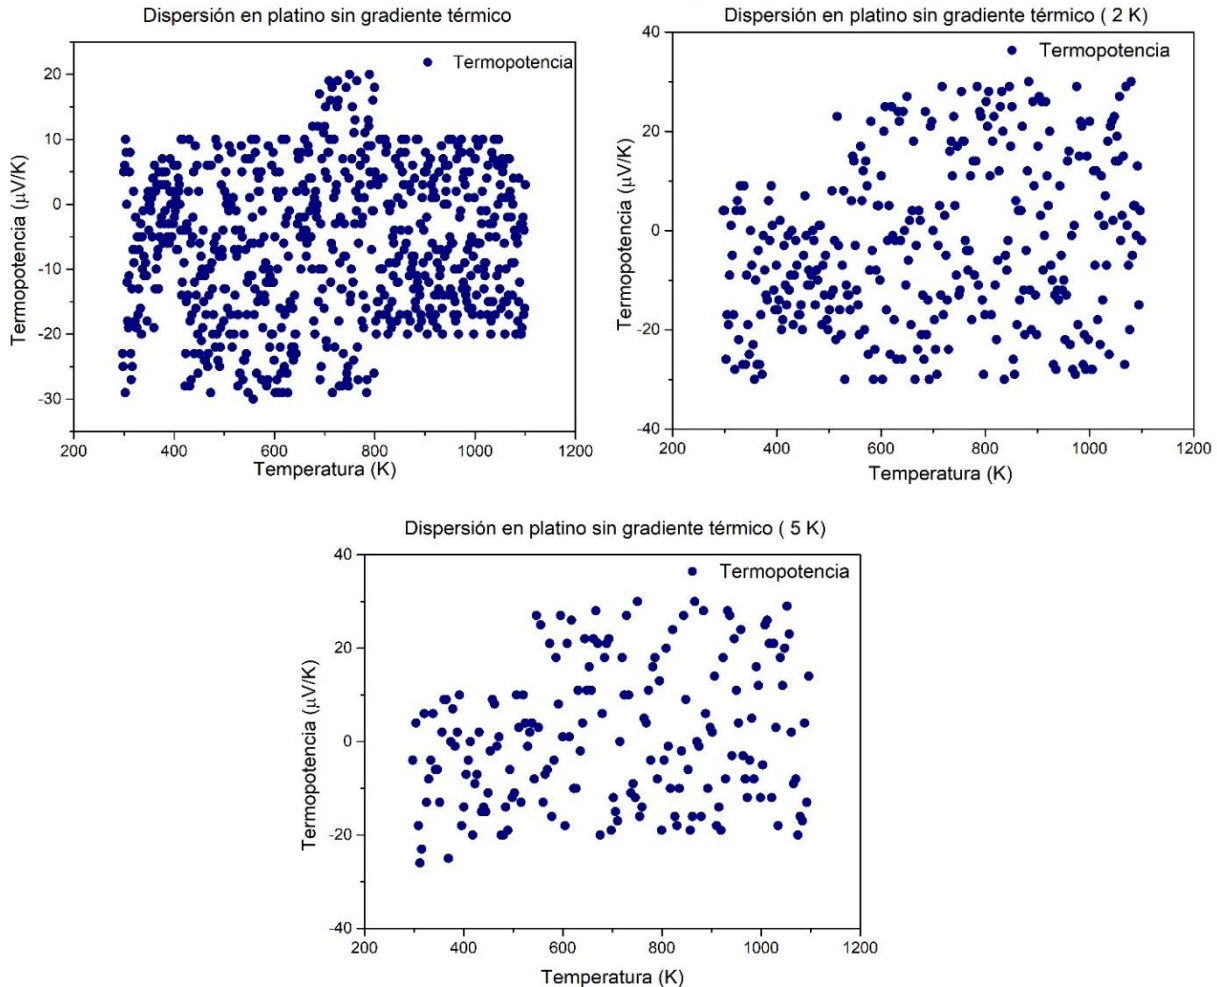 Dispersión en platino sin gradiente térmico
Termopotencia
Termopotencia (µV/K)
20
10
0
-10
-20
-30
200
400
600
800
1000
1200
Temperatura (K)
Dispersión en platino sin gradiente térmico ( 2 K)
Termopotencia
Termopotencia (µV/K)
40
20
0
-20
-40
200
400
600
800
1000
1200
Temperatura (K)
Dispersión en platino sin gradiente térmico ( 5 K)
Termopotencia
Termopotencia (µV/K)
40
20
0
-20
-40
200
400
600
800
1000
1200
Temperatura (K)